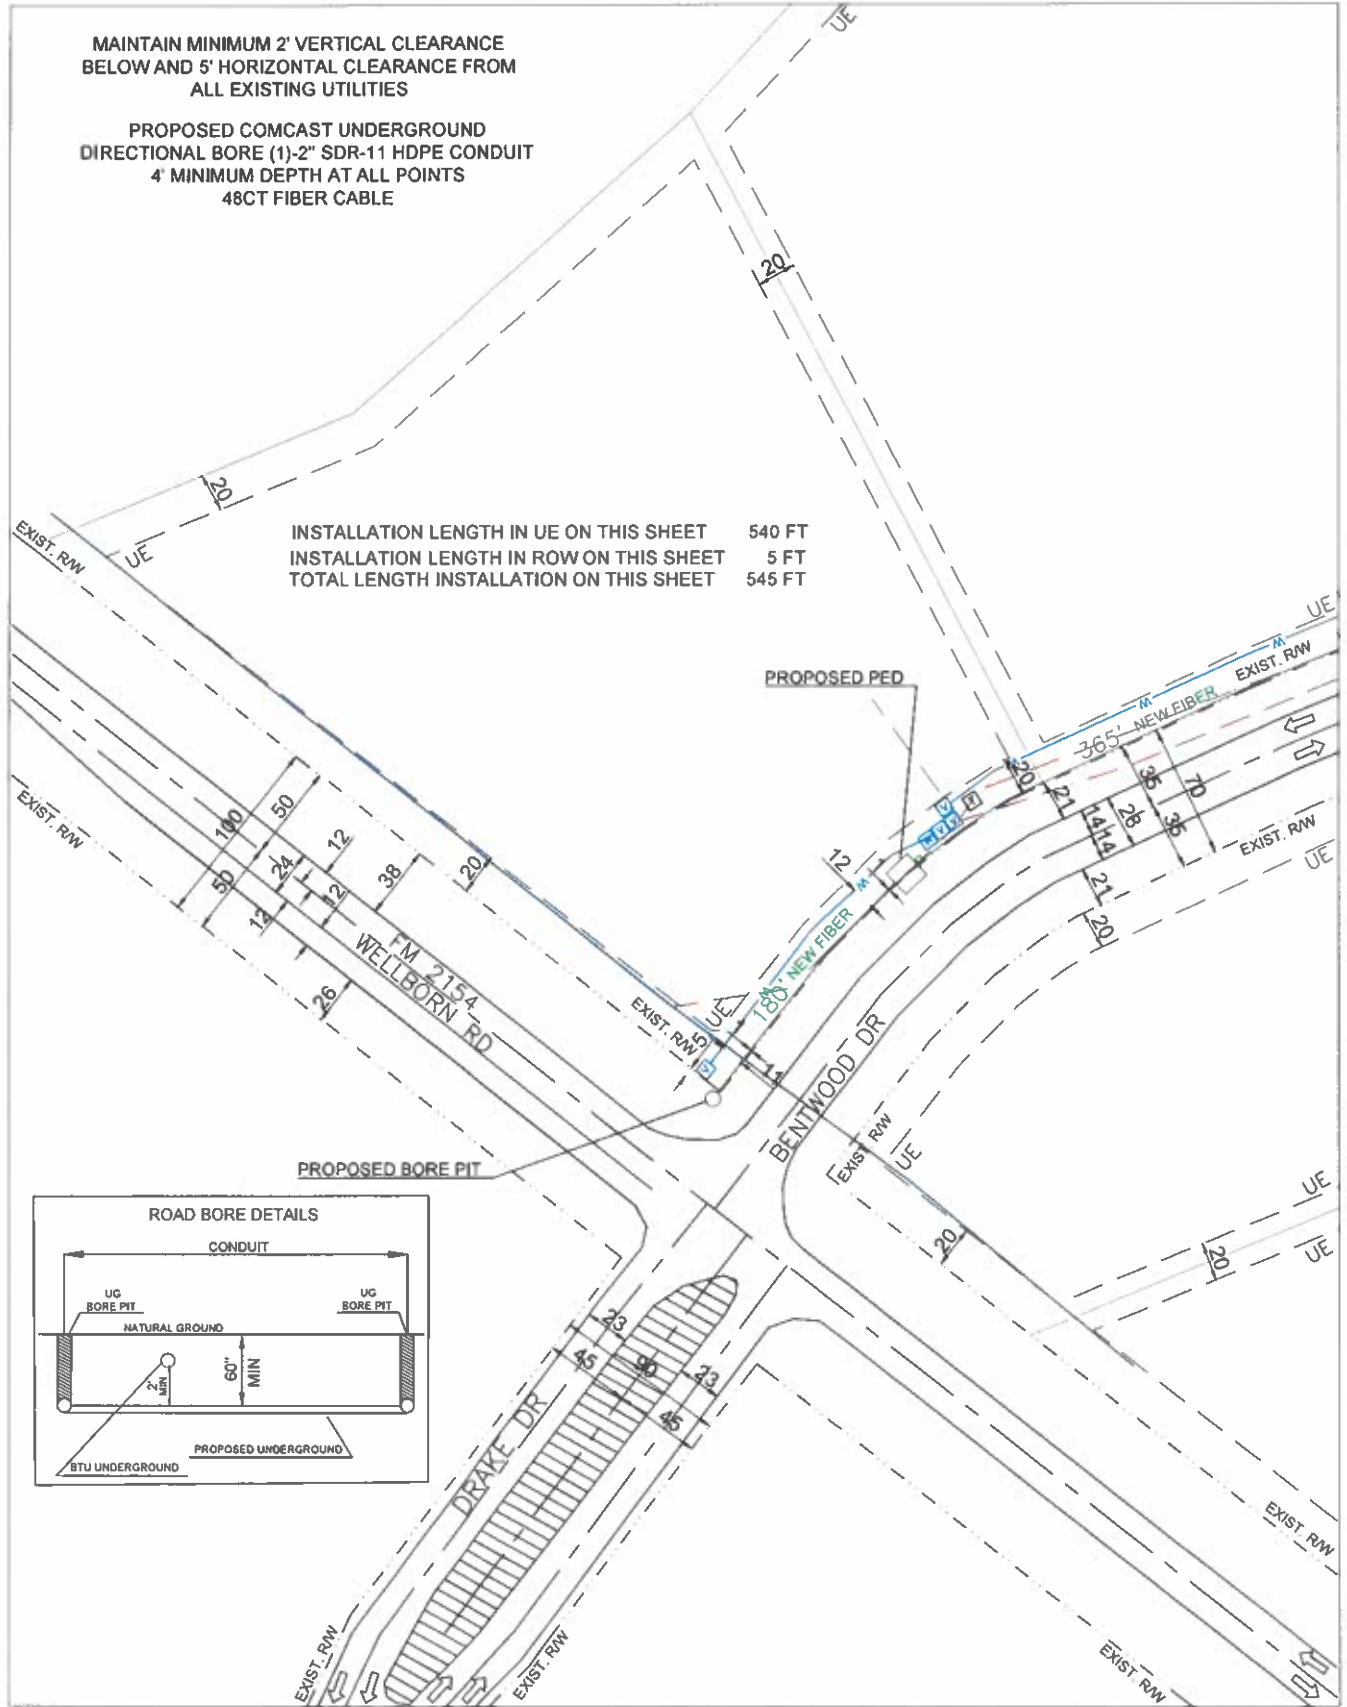 UE
MAINTAIN MINIMUM 2' VERTICAL CLEARANCE
BELOW AND 5' HORIZONTAL CLEARANCE FROM
ALL EXISTING UTILITIES
PROPOSED COMCAST UNDERGROUND
DIRECTIONAL BORE (1)-2" SDR-11 HDPE CONDUIT
4' MINIMUM DEPTH AT ALL POINTS
48CT FIBER CABLE
20
20
EXIST. R/W
UE
INSTALLATION LENGTH IN UE ON THIS SHEET 540 FT
INSTALLATION LENGTH IN ROW ON THIS SHEET 5 FT
TOTAL LENGTH INSTALLATION ON THIS SHEET 545 FT
UE
W
EXIST. R/W
PROPOSED PED
W
365' NEW FIBER
20
21
35
70
14
14
28
35
EXIST. R/W
UE
EXIST. R/W
100
50
50
24
12
12
12
38
20
26
12
W
V
M
V
V
W
180' NEW FIBER
21
20
FM 2154
WELLBORN RD
EXIST. R/W
UE
5
V
11
BENTWOOD DR
EXIST. R/W
UE
PROPOSED BORE PIT
UE
20
20
UE
ROAD BORE DETAILS
CONDUIT
UG
BORE PIT
UG
BORE PIT
NATURAL GROUND
2'
MIN
60"
MIN
PROPOSED UNDERGROUND
BTU UNDERGROUND
23
45
90
23
45
DRAKE DR
EXIST. R/W
EXIST. R/W
EXIST. R/W
EXIST. R/W